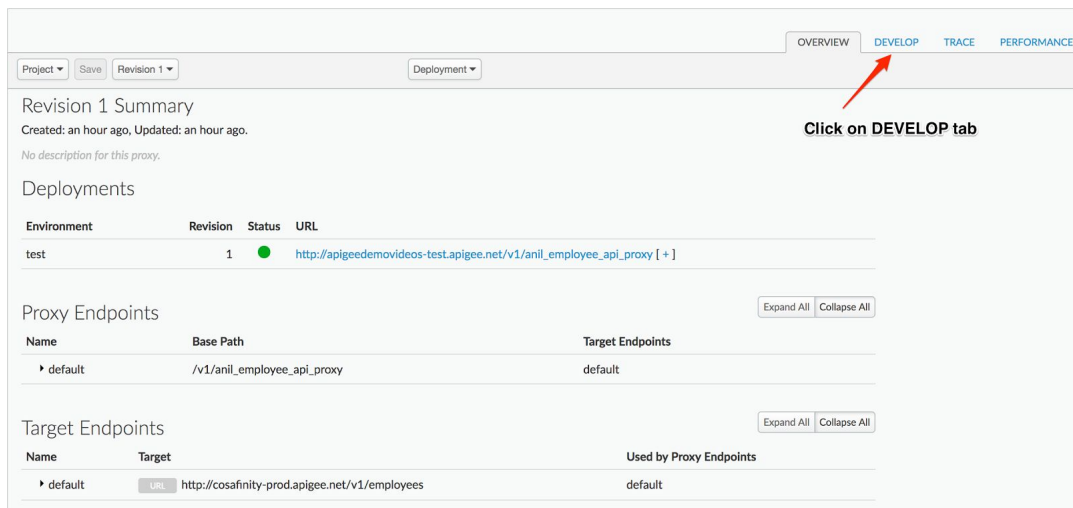 OVERVIEW DEVELOP TRACE PERFORMANCE
Project Save Revision 1 Deployment
Revision 1 Summary
Created: an hour ago, Updated: an hour ago.
Click on DEVELOP tab
No description for this proxy.
Deployments
Environment Revision Status URL
test 1 http://apigeedemovideos-test.apigee.net/v1/anil_employee_api_proxy [ + ]
Proxy Endpoints Expand All Collapse All
Name Base Path Target Endpoints
default /v1/anil_employee_api_proxy default
Target Endpoints Expand All Collapse All
Name Target Used by Proxy Endpoints
default URL http://cosafinity-prod.apigee.net/v1/employees default